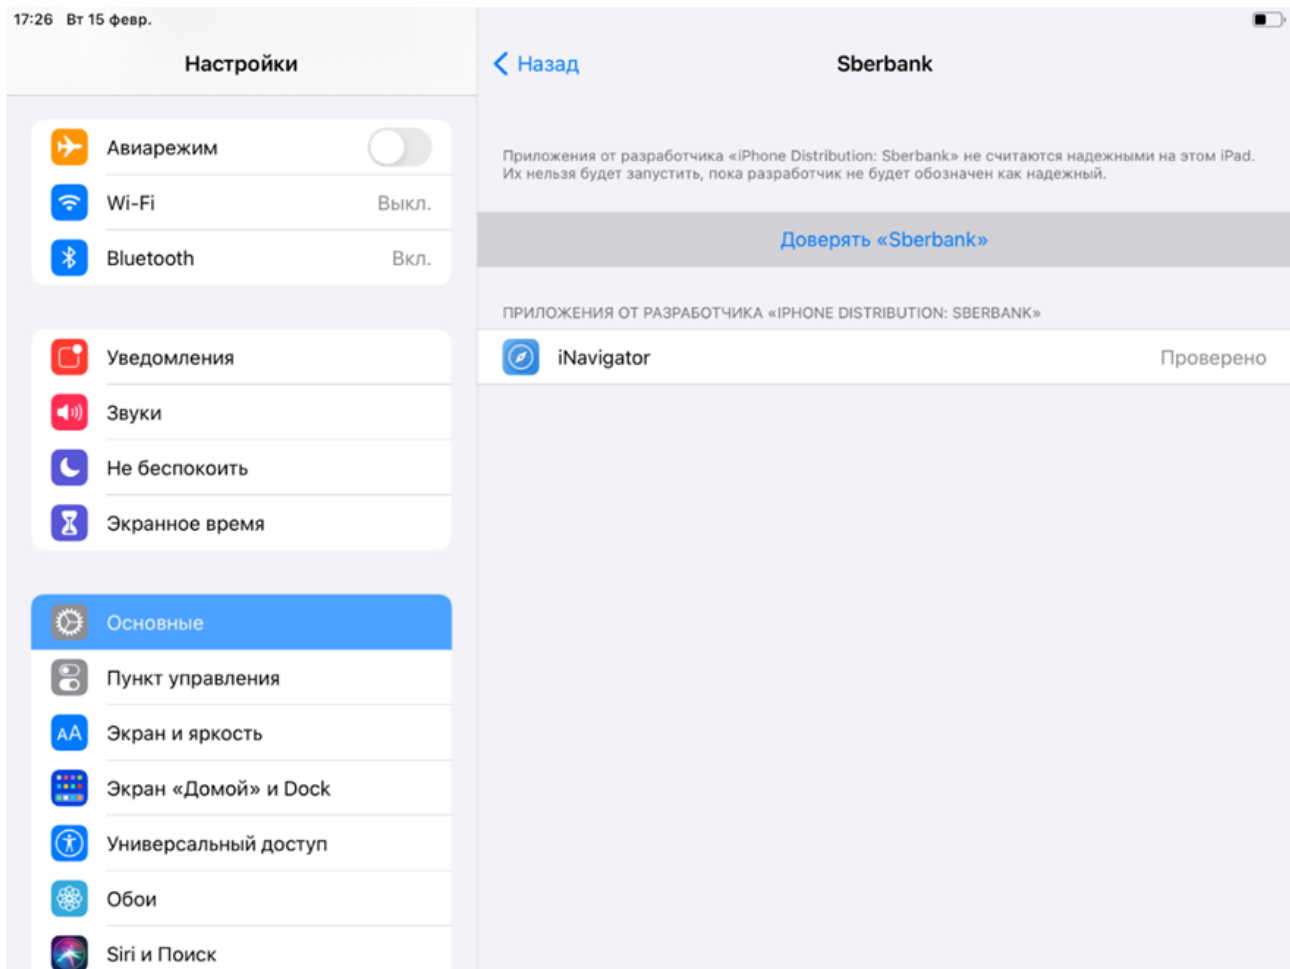 17:26 Вт 15 февр.
Настройки
Авиарежим
Wi-Fi Выкл.
Bluetooth Вкл.
Уведомления
Звуки
Не беспокоить
Экранное время
Основные
Пункт управления
AA Экран и яркость
Экран «Домой» и Dock
Универсальный доступ
Обои
Siri и Поиск
Назад
Sberbank
Приложения от разработчика «iPhone Distribution: Sberbank» не считаются надежными на этом iPad.
Их нельзя будет запустить, пока разработчик не будет обозначен как надежный.
Доверять «Sberbank»
ПРИЛОЖЕНИЯ ОТ РАЗРАБОТЧИКА «IPHONE DISTRIBUTION: SBERBANK»
iNavigator Проверено